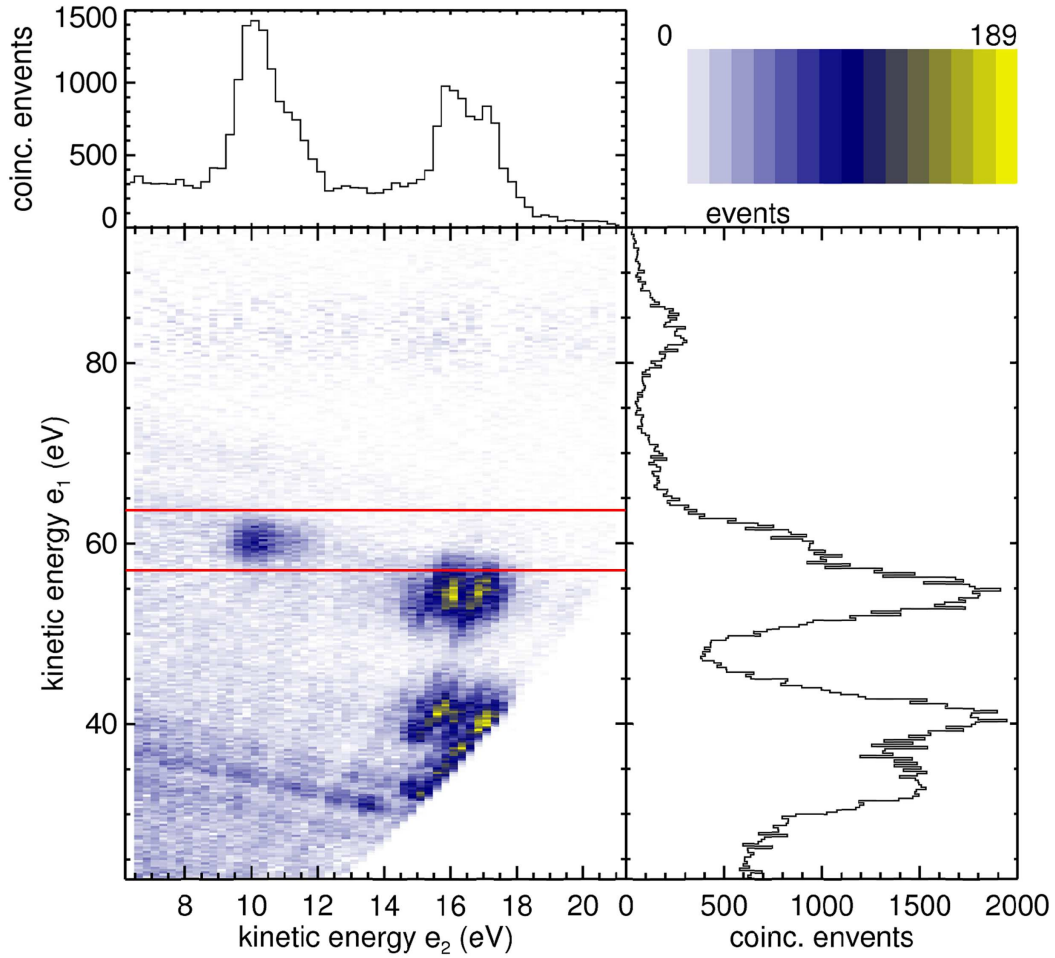 1500
1000
500
0
coinc. envents
0 189
events
80
60
40
kinetic energy e1 (eV)
8 10 12 14 16 18 20
kinetic energy e2 (eV)
0 500 1000 1500 2000
coinc. envents